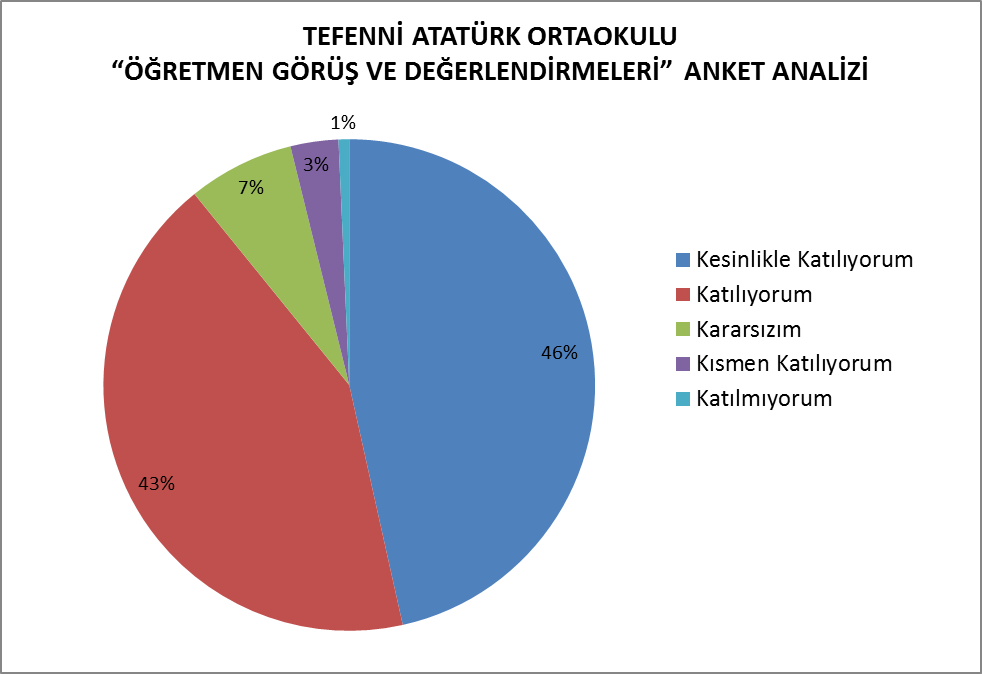 TEFENNİ ATATÜRK ORTAOKULU
“ÖĞRETMEN GÖRÜŞ VE DEĞERLENDİRMELERİ” ANKET ANALİZİ
1%
3%
7%
46%
43%
Kesinlikle Katılıyorum
Katılıyorum
Kararsızım
Kısmen Katılıyorum
Katılmıyorum